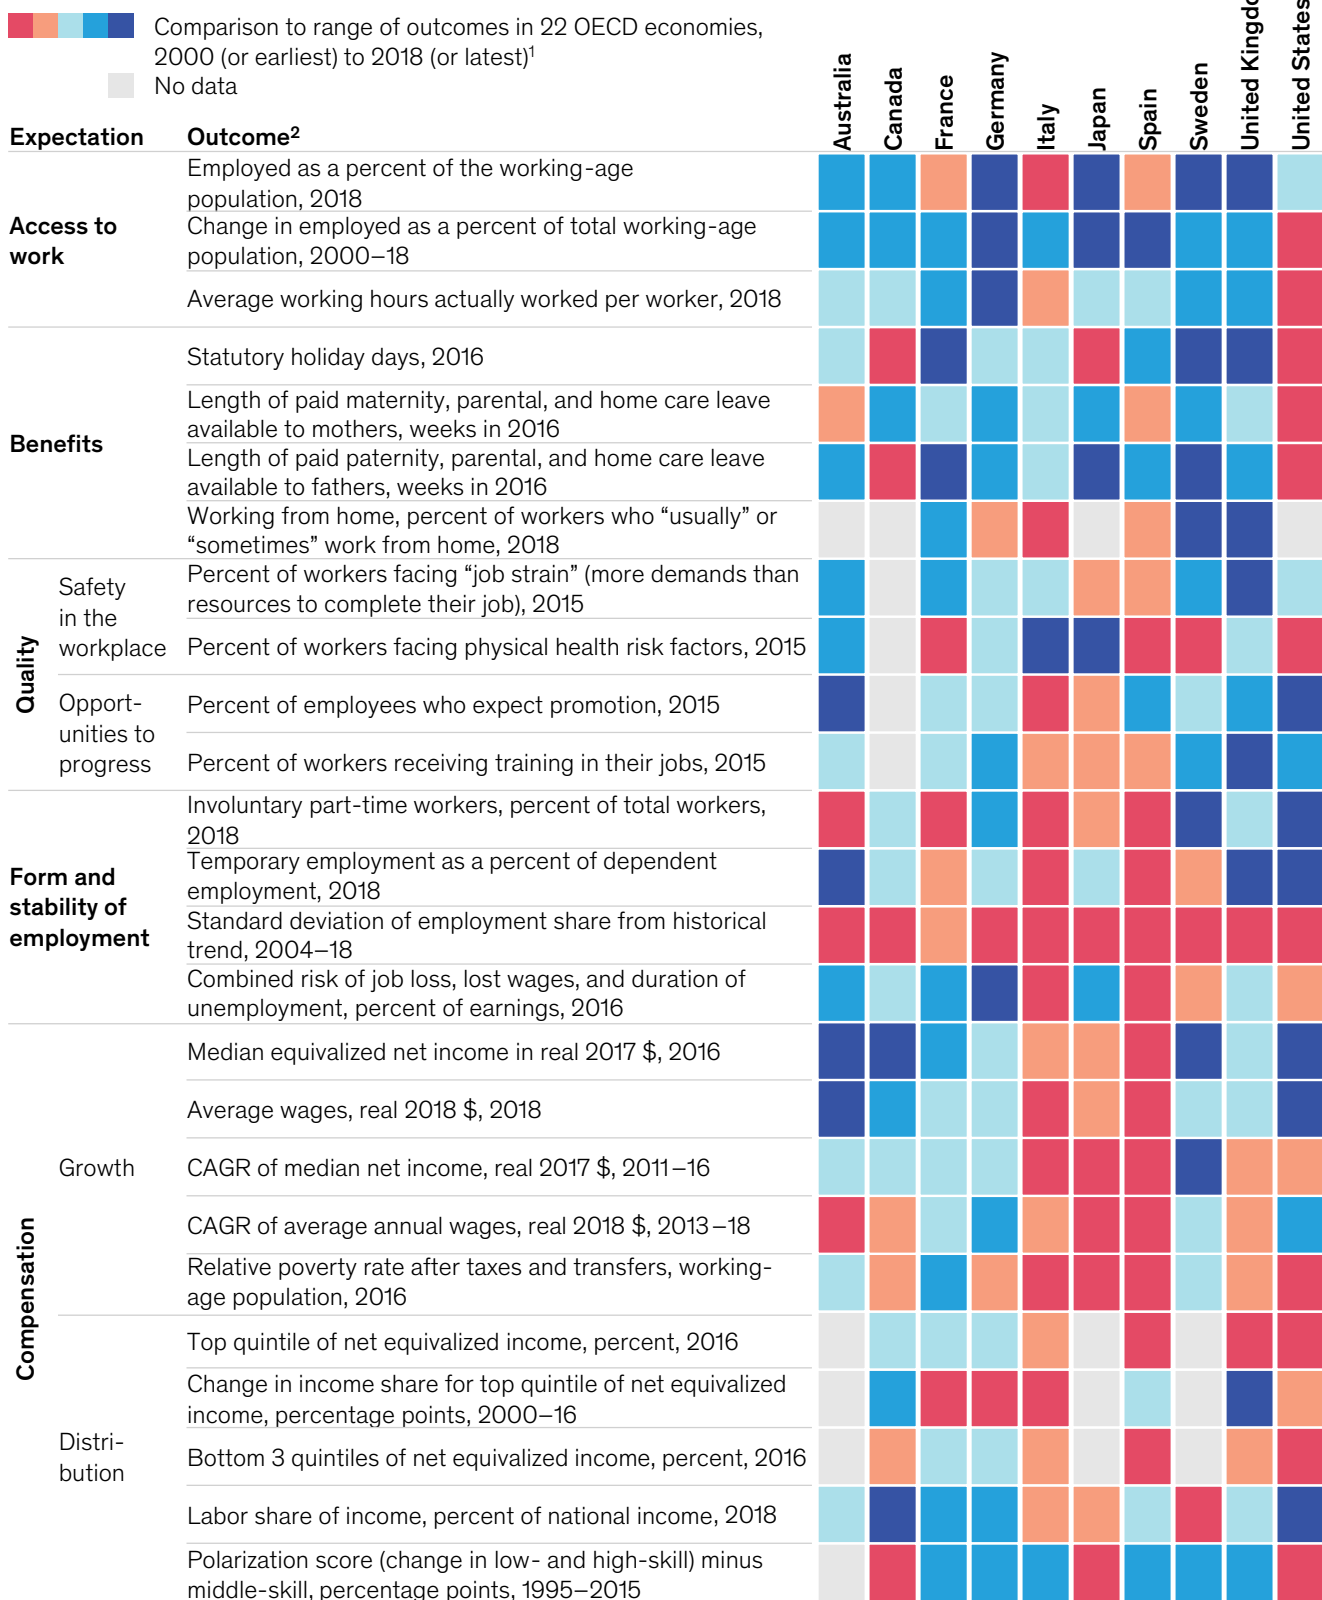 Comparison to range of outcomes in 22 OECD economies,
2000 (or earliest) to 2018 (or latest)¹
No data
Expectation
Outcome²
Australia
Canada
France
Germany
Italy
Japan
Spain
Sweden
United Kingdo
United States
Access to
work
Employed as a percent of the working-age
population, 2018
Change in employed as a percent of total working-age
population, 2000–18
Average working hours actually worked per worker, 2018
Benefits
Statutory holiday days, 2016
Length of paid maternity, parental, and home care leave
available to mothers, weeks in 2016
Length of paid paternity, parental, and home care leave
available to fathers, weeks in 2016
Working from home, percent of workers who “usually” or
“sometimes” work from home, 2018
Quality
Safety
in the
workplace
Percent of workers facing “job strain” (more demands than
resources to complete their job), 2015
Percent of workers facing physical health risk factors, 2015
Opport-
unities to
progress
Percent of employees who expect promotion, 2015
Percent of workers receiving training in their jobs, 2015
Form and
stability of
employment
Involuntary part-time workers, percent of total workers,
2018
Temporary employment as a percent of dependent
employment, 2018
Standard deviation of employment share from historical
trend, 2004–18
Combined risk of job loss, lost wages, and duration of
unemployment, percent of earnings, 2016
Compensation
Growth
Median equivalized net income in real 2017 $, 2016
Average wages, real 2018 $, 2018
CAGR of median net income, real 2017 $, 2011–16
CAGR of average annual wages, real 2018 $, 2013–18
Relative poverty rate after taxes and transfers, working-
age population, 2016
Distri-
bution
Top quintile of net equivalized income, percent, 2016
Change in income share for top quintile of net equivalized
income, percentage points, 2000–16
Bottom 3 quintiles of net equivalized income, percent, 2016
Labor share of income, percent of national income, 2018
Polarization score (change in low- and high-skill) minus
middle-skill, percentage points, 1995–2015